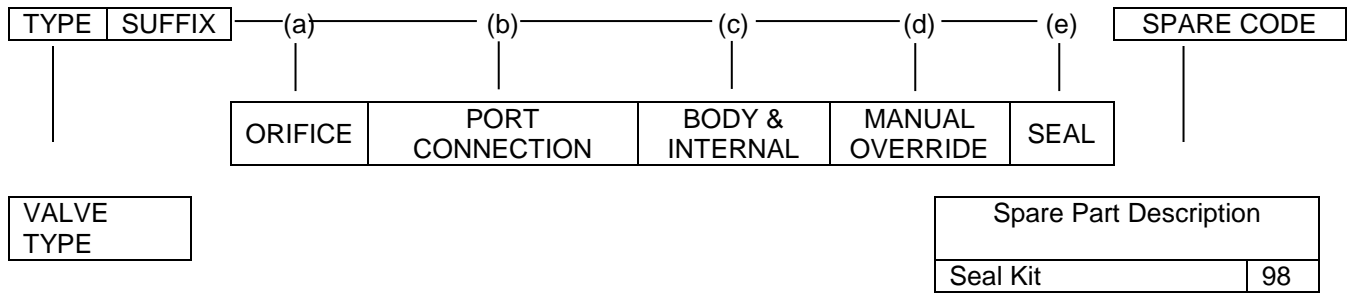 TYPE SUFFIX (a) (b) (c) (d) (e) SPARE CODE
ORIFICE PORT CONNECTION BODY & INTERNAL MANUAL OVERRIDE SEAL
VALVE TYPE
Spare Part Description
Seal Kit 98